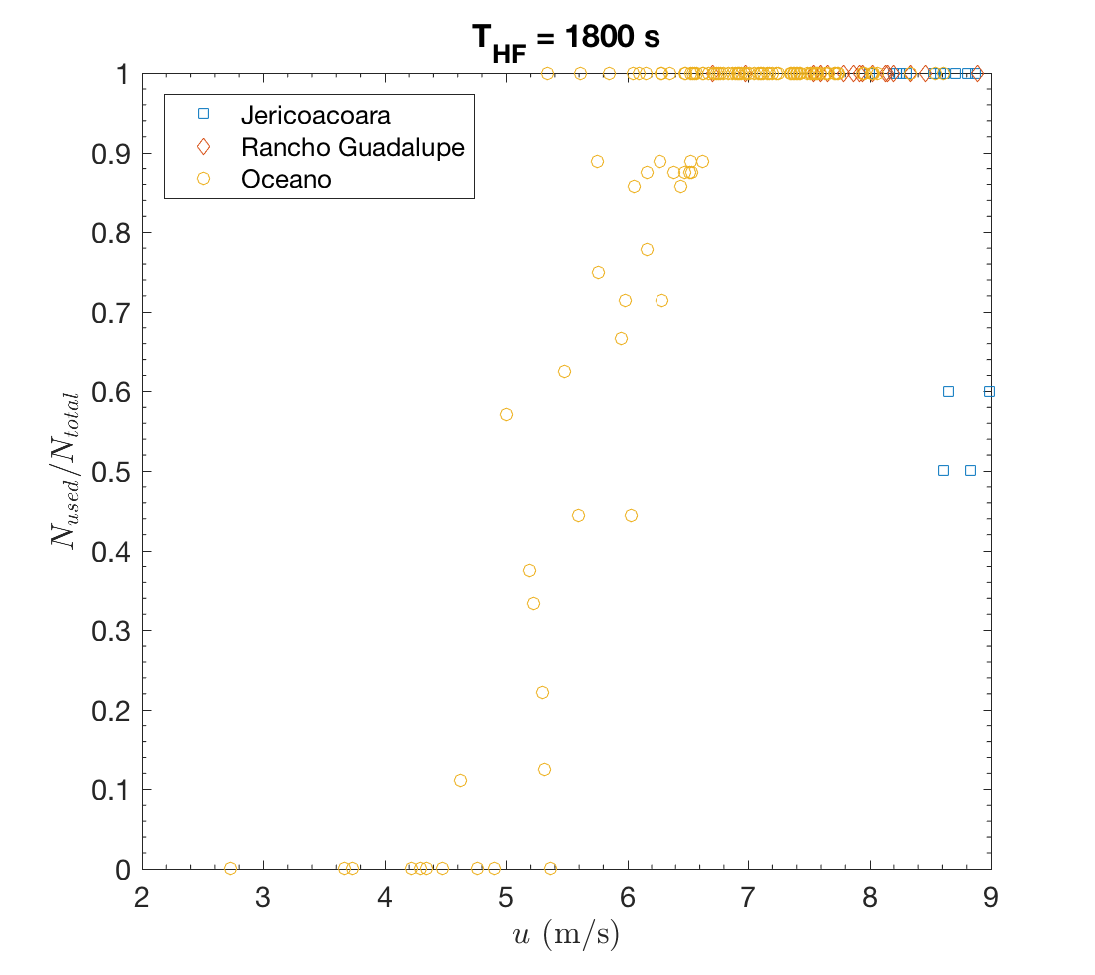 T_HF = 1800 s
Jericoacoara
Rancho Guadalupe
Oceano
1
0.9
0.8
0.7
0.6
0.5
0.4
0.3
0.2
0.1
0
N_used/N_total
2 3 4 5 6 7 8 9
u (m/s)